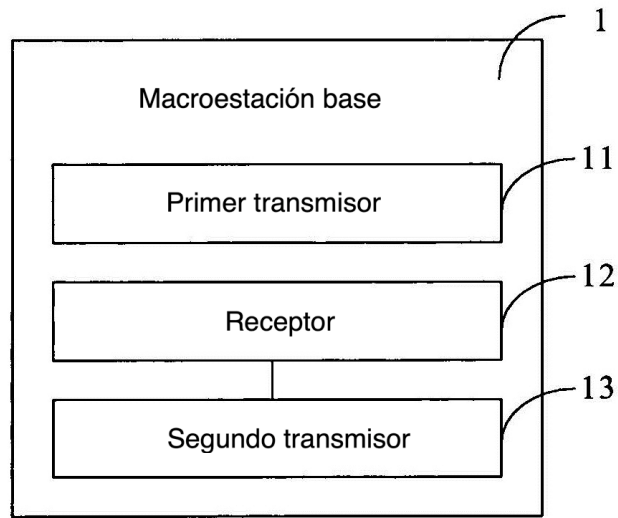 1
Macroestación base
11
Primer transmisor
12
Receptor
13
Segundo transmisor